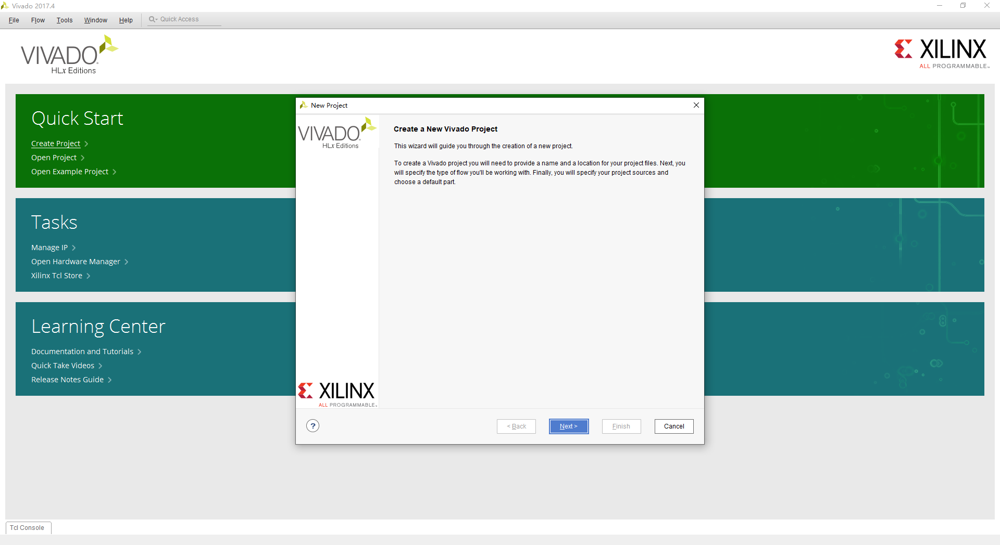 Vivado 2017.4
File Flow Tools Window Help Quick Access
VIVADO
HLx Editions
XILINX
ALL PROGRAMMABLE™
Quick Start
Create Project
Open Project
Open Example Project
Tasks
Manage IP
Open Hardware Manager
Xilinx Tcl Store
Learning Center
Documentation and Tutorials
Quick Take Videos
Release Notes Guide
New Project
VIVADO
HLx Editions
Create a New Vivado Project
This wizard will guide you through the creation of a new project.
To create a Vivado project you will need to provide a name and a location for your project files. Next, you
will specify the type of flow you'll be working with. Finally, you will specify your project sources and
choose a default part.
XILINX
ALL PROGRAMMABLE™
?
< Back Next > Finish Cancel
Tcl Console